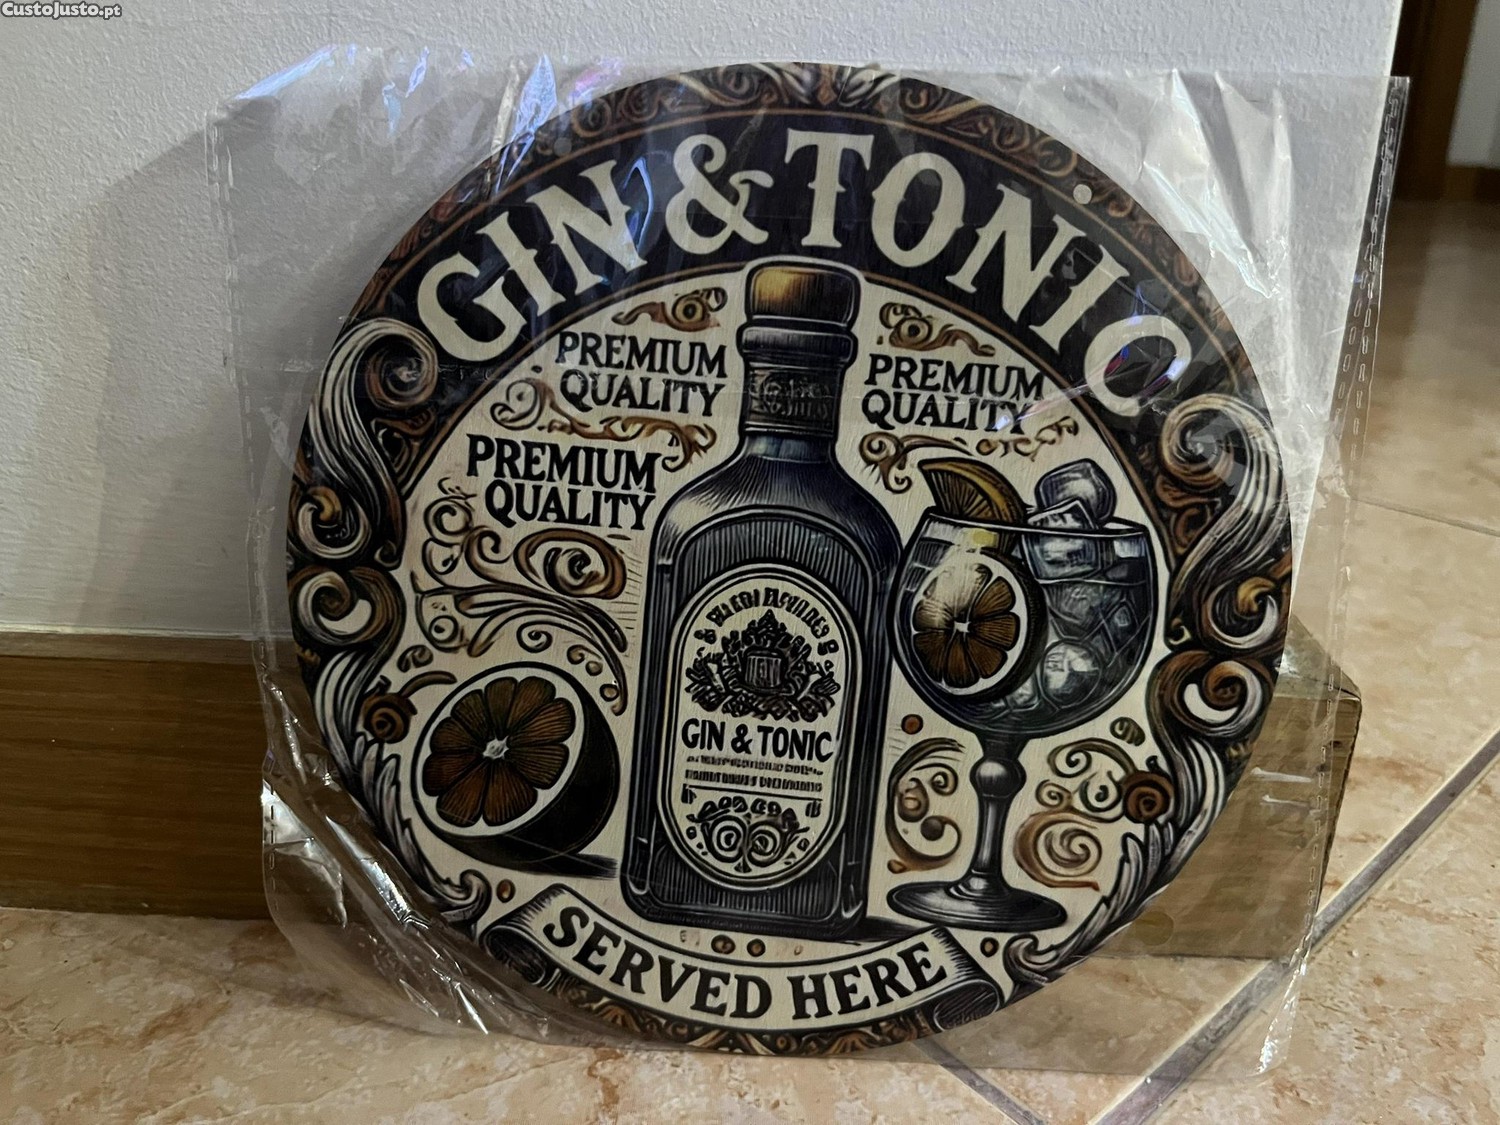 CustoJusto.pt
GIN & TONIC
PREMIUM
QUALITY
PREMIUM
QUALITY
PREMIUM
QUALITY
GIN & TONIC
SERVED HERE